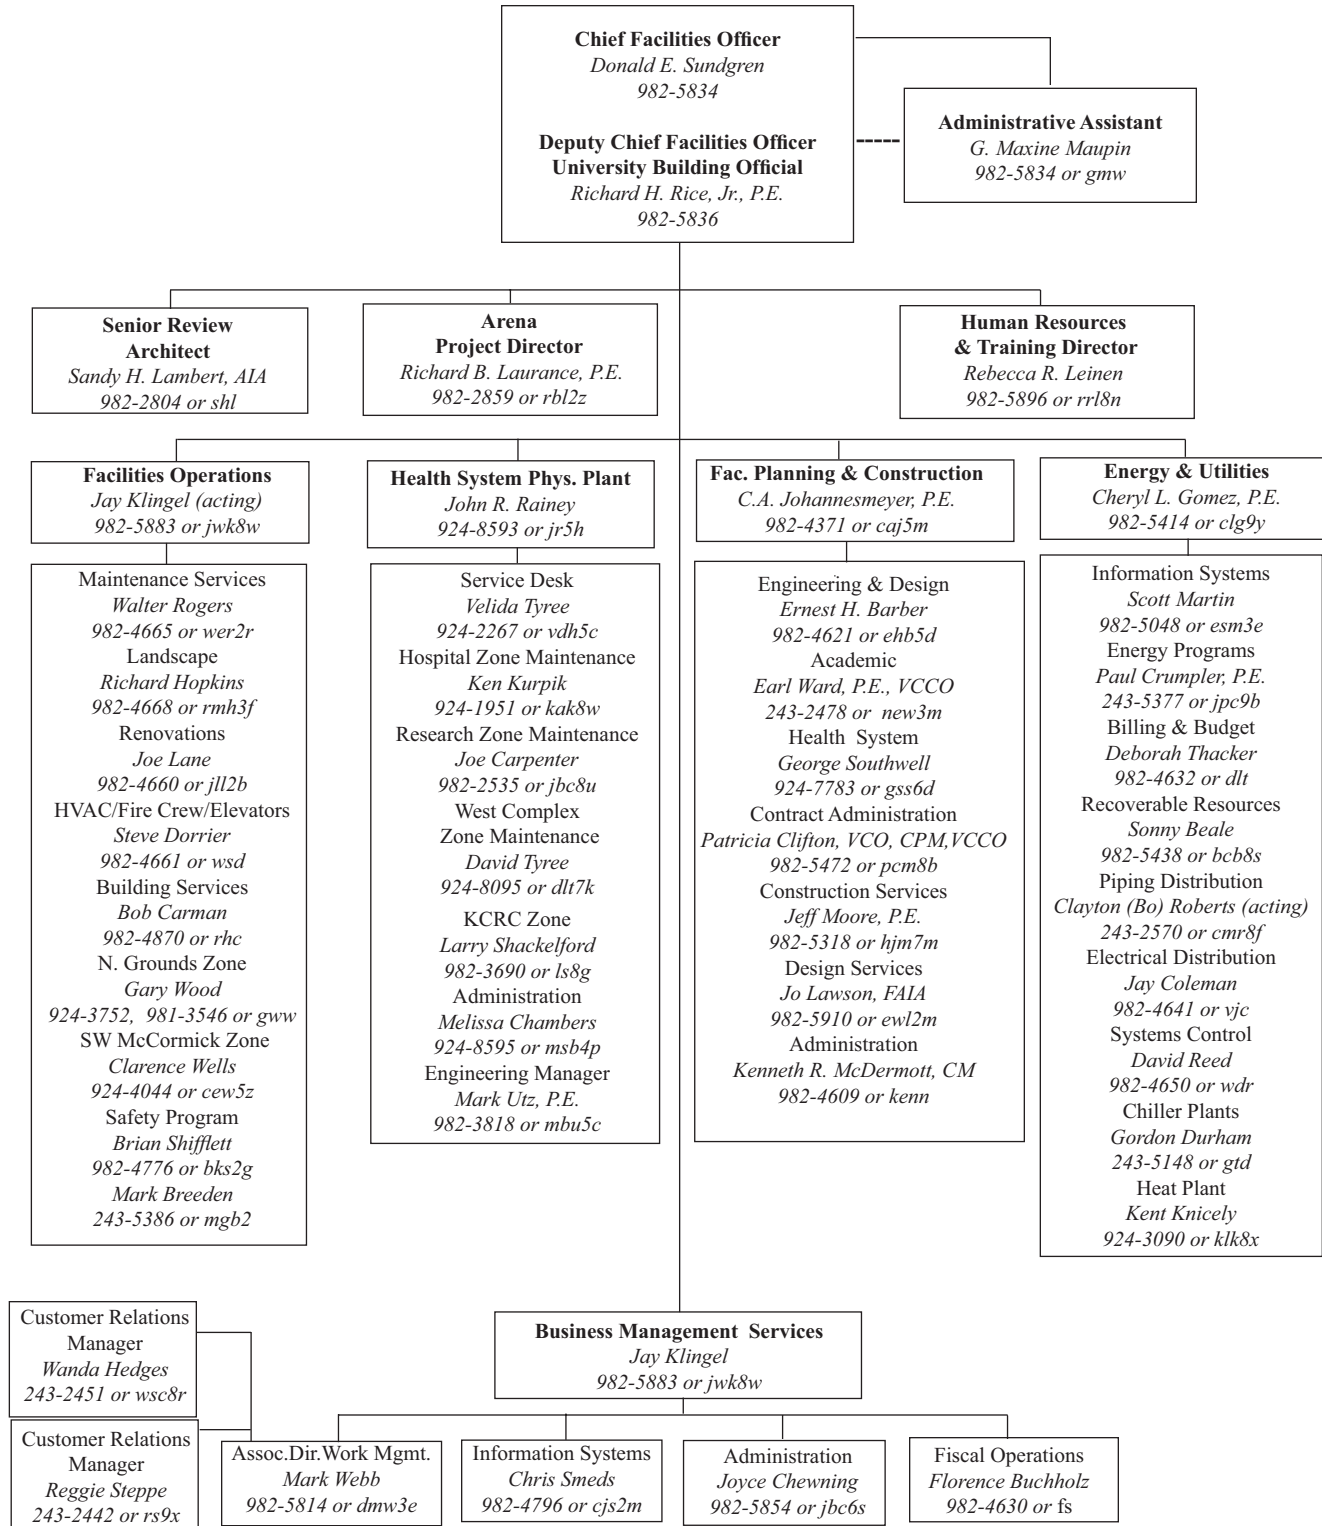 Chief Facilities Officer
Donald E. Sundgren
982-5834
Deputy Chief Facilities Officer
University Building Official
Richard H. Rice, Jr., P.E.
982-5836
Administrative Assistant
G. Maxine Maupin
982-5834 or gmw
Senior Review
Architect
Sandy H. Lambert, AIA
982-2804 or shl
Arena
Project Director
Richard B. Laurance, P.E.
982-2859 or rbl2z
Human Resources
& Training Director
Rebecca R. Leinen
982-5896 or rrl8n
Facilities Operations
Jay Klingel (acting)
982-5883 or jwk8w
Maintenance Services
Walter Rogers
982-4665 or wer2r
Landscape
Richard Hopkins
982-4668 or rmh3f
Renovations
Joe Lane
982-4660 or jll2b
HVAC/Fire Crew/Elevators
Steve Dorrier
982-4661 or wsd
Building Services
Bob Carman
982-4870 or rhc
N. Grounds Zone
Gary Wood
924-3752, 981-3546 or gww
SW McCormick Zone
Clarence Wells
924-4044 or cew5z
Safety Program
Brian Shifflett
982-4776 or bks2g
Mark Breeden
243-5386 or mgb2
Health System Phys. Plant
John R. Rainey
924-8593 or jr5h
Service Desk
Velida Tyree
924-2267 or vdh5c
Hospital Zone Maintenance
Ken Kurpik
924-1951 or kak8w
Research Zone Maintenance
Joe Carpenter
982-2535 or jbc8u
West Complex
Zone Maintenance
David Tyree
924-8095 or dlt7k
KCRC Zone
Larry Shackelford
982-3690 or ls8g
Administration
Melissa Chambers
924-8595 or msb4p
Engineering Manager
Mark Utz, P.E.
982-3818 or mbu5c
Fac. Planning & Construction
C.A. Johannesmeyer, P.E.
982-4371 or caj5m
Engineering & Design
Ernest H. Barber
982-4621 or ehb5d
Academic
Earl Ward, P.E., VCCO
243-2478 or new3m
Health System
George Southwell
924-7783 or gss6d
Contract Administration
Patricia Clifton, VCO, CPM,VCCO
982-5472 or pcm8b
Construction Services
Jeff Moore, P.E.
982-5318 or hjm7m
Design Services
Jo Lawson, FAIA
982-5910 or ewl2m
Administration
Kenneth R. McDermott, CM
982-4609 or kenn
Energy & Utilities
Cheryl L. Gomez, P.E.
982-5414 or clg9y
Information Systems
Scott Martin
982-5048 or esm3e
Energy Programs
Paul Crumpler, P.E.
243-5377 or jpc9b
Billing & Budget
Deborah Thacker
982-4632 or dlt
Recoverable Resources
Sonny Beale
982-5438 or bcb8s
Piping Distribution
Clayton (Bo) Roberts (acting)
243-2570 or cmr8f
Electrical Distribution
Jay Coleman
982-4641 or vjc
Systems Control
David Reed
982-4650 or wdr
Chiller Plants
Gordon Durham
243-5148 or gtd
Heat Plant
Kent Knicely
924-3090 or klk8x
Customer Relations
Manager
Wanda Hedges
243-2451 or wsc8r
Customer Relations
Manager
Reggie Steppe
243-2442 or rs9x
Business Management Services
Jay Klingel
982-5883 or jwk8w
Assoc.Dir.Work Mgmt.
Mark Webb
982-5814 or dmw3e
Information Systems
Chris Smeds
982-4796 or cjs2m
Administration
Joyce Chewning
982-5854 or jbc6s
Fiscal Operations
Florence Buchholz
982-4630 or fs